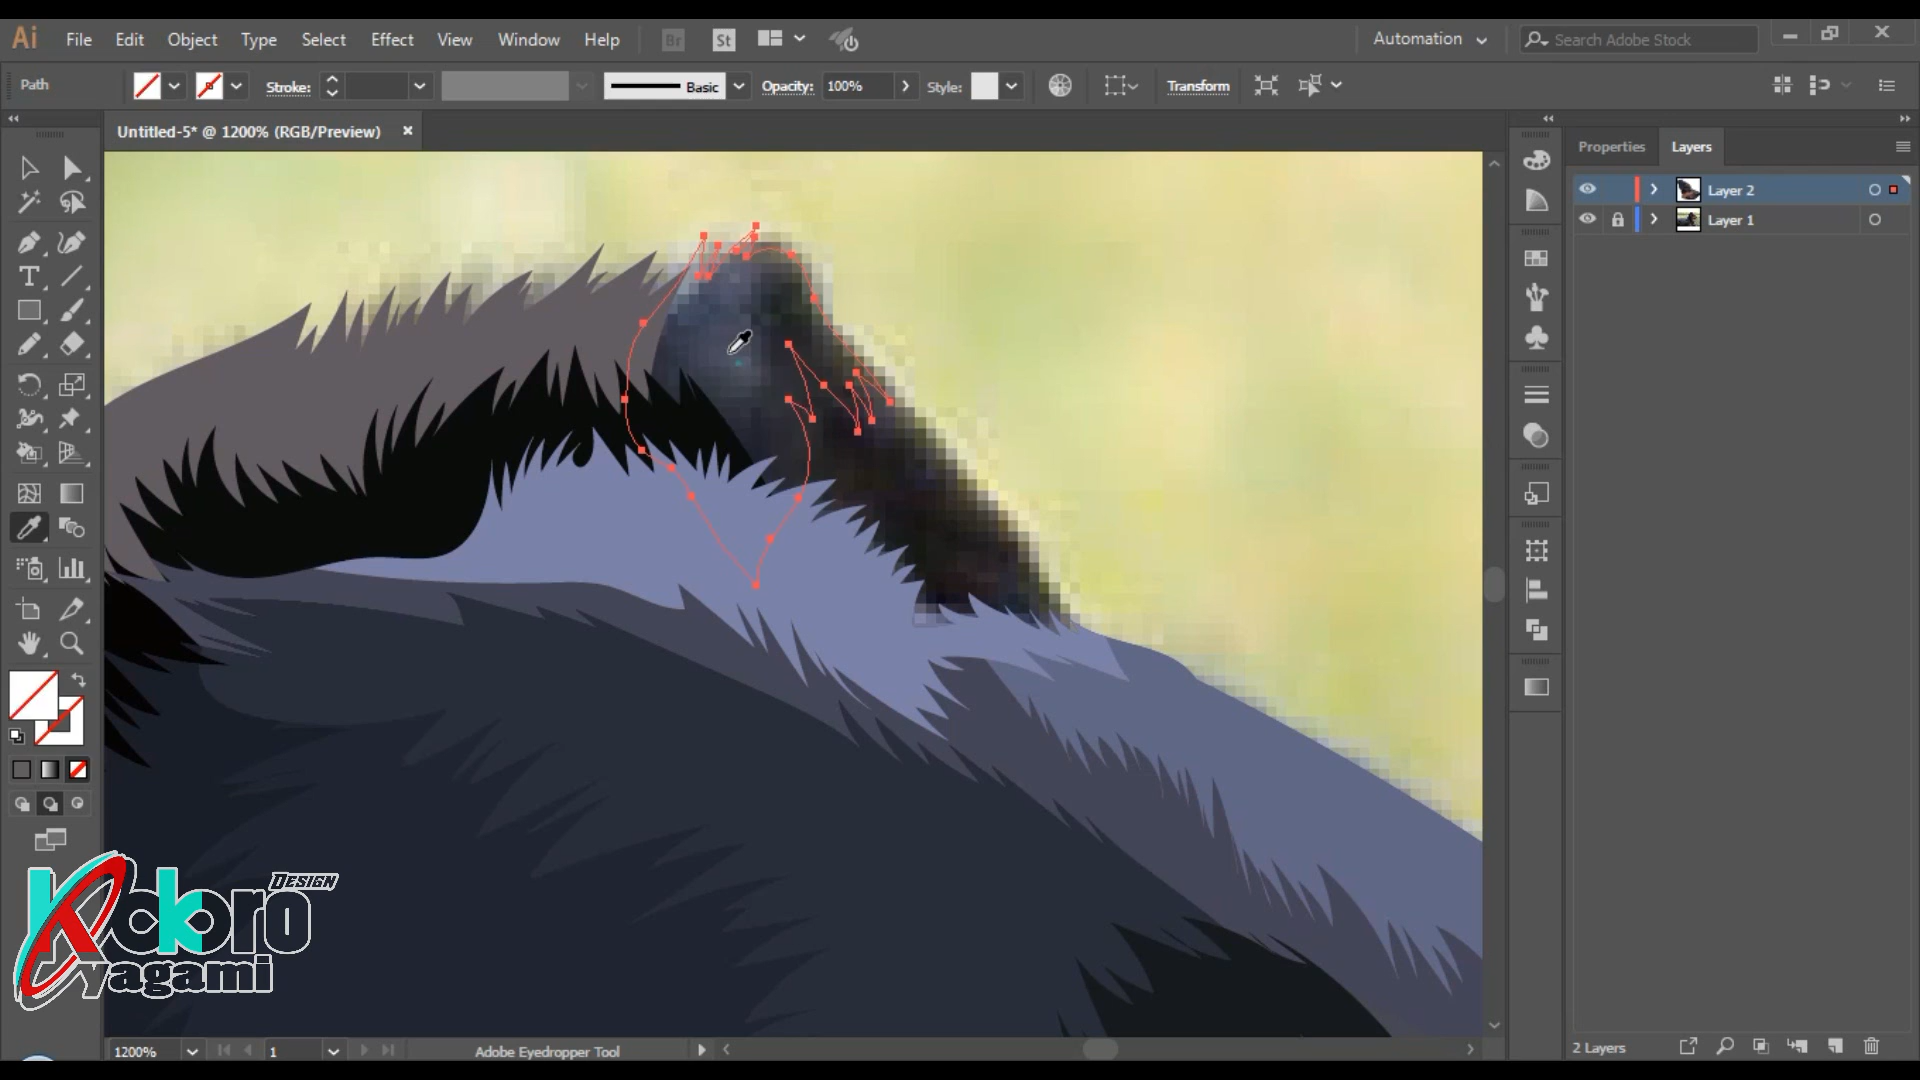 Ai File Edit Object Type Select Effect View Window Help Br St Automation Search Adobe Stock
Path Stroke: Basic Opacity: 100% Style: Transform
Untitled-5* @ 1200% (RGB/Preview)
Properties Layers
Layer 2
Layer 1
Kokoro
DESIGN
yagami
1200% 1 Adobe Eyedropper Tool
2 Layers